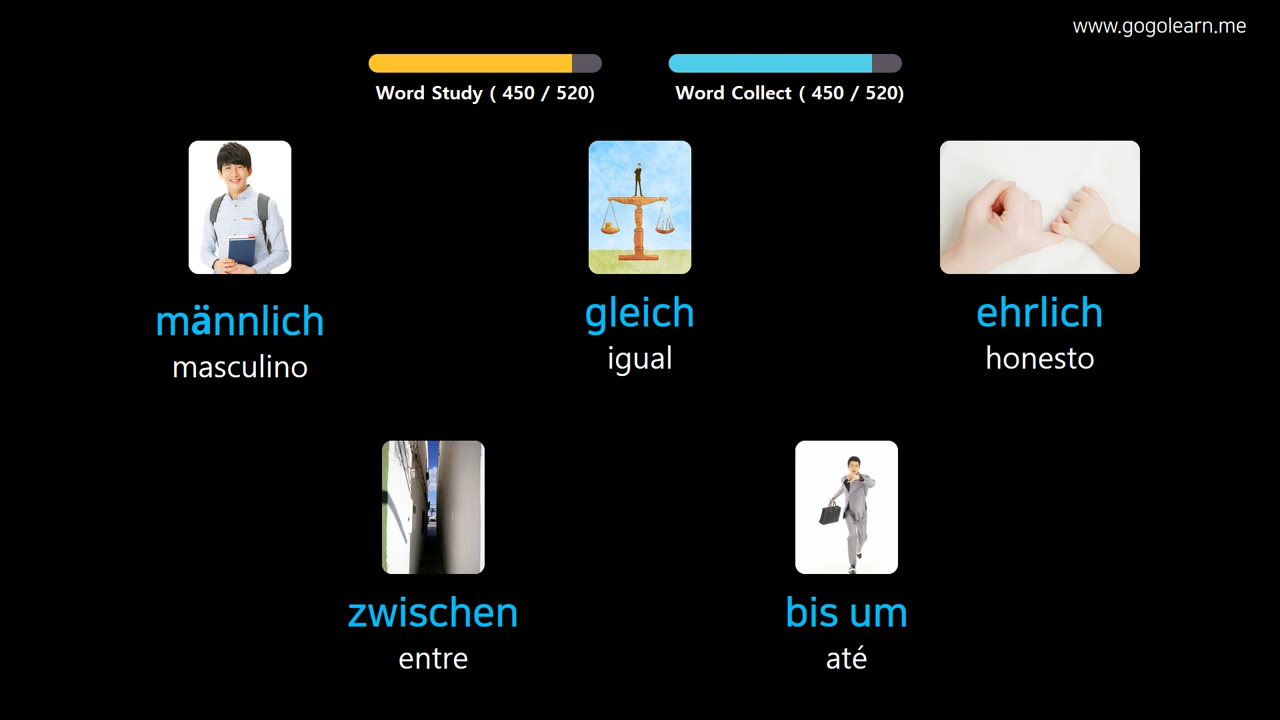 www.gogolearn.me
Word Study ( 450 / 520)
Word Collect ( 450 / 520)
männlich
masculino
gleich
igual
ehrlich
honesto
zwischen
entre
bis um
até